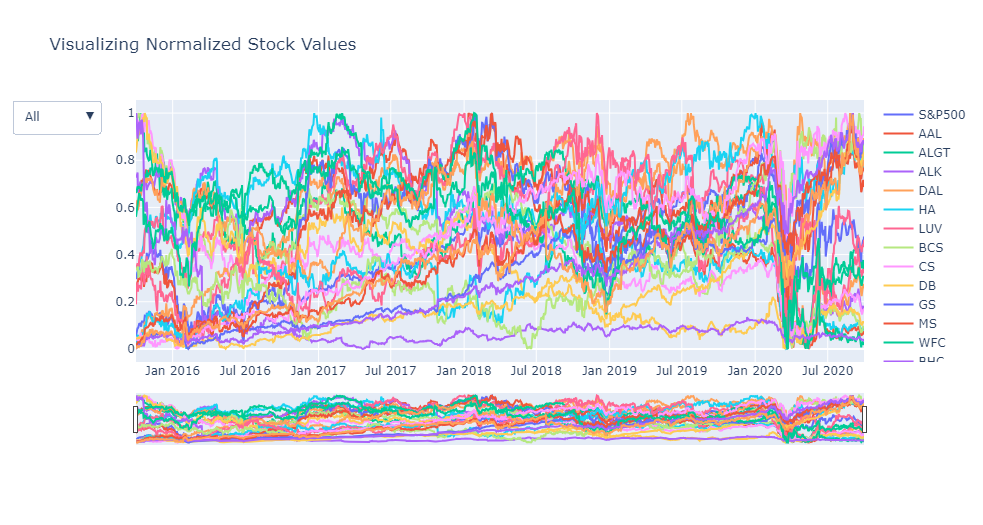 Visualizing Normalized Stock Values
All ▼
1
0.8
0.6
0.4
0.2
0
Jan 2016 Jul 2016 Jan 2017 Jul 2017 Jan 2018 Jul 2018 Jan 2019 Jul 2019 Jan 2020 Jul 2020
S&P500
AAL
ALGT
ALK
DAL
HA
LUV
BCS
CS
DB
GS
MS
WFC